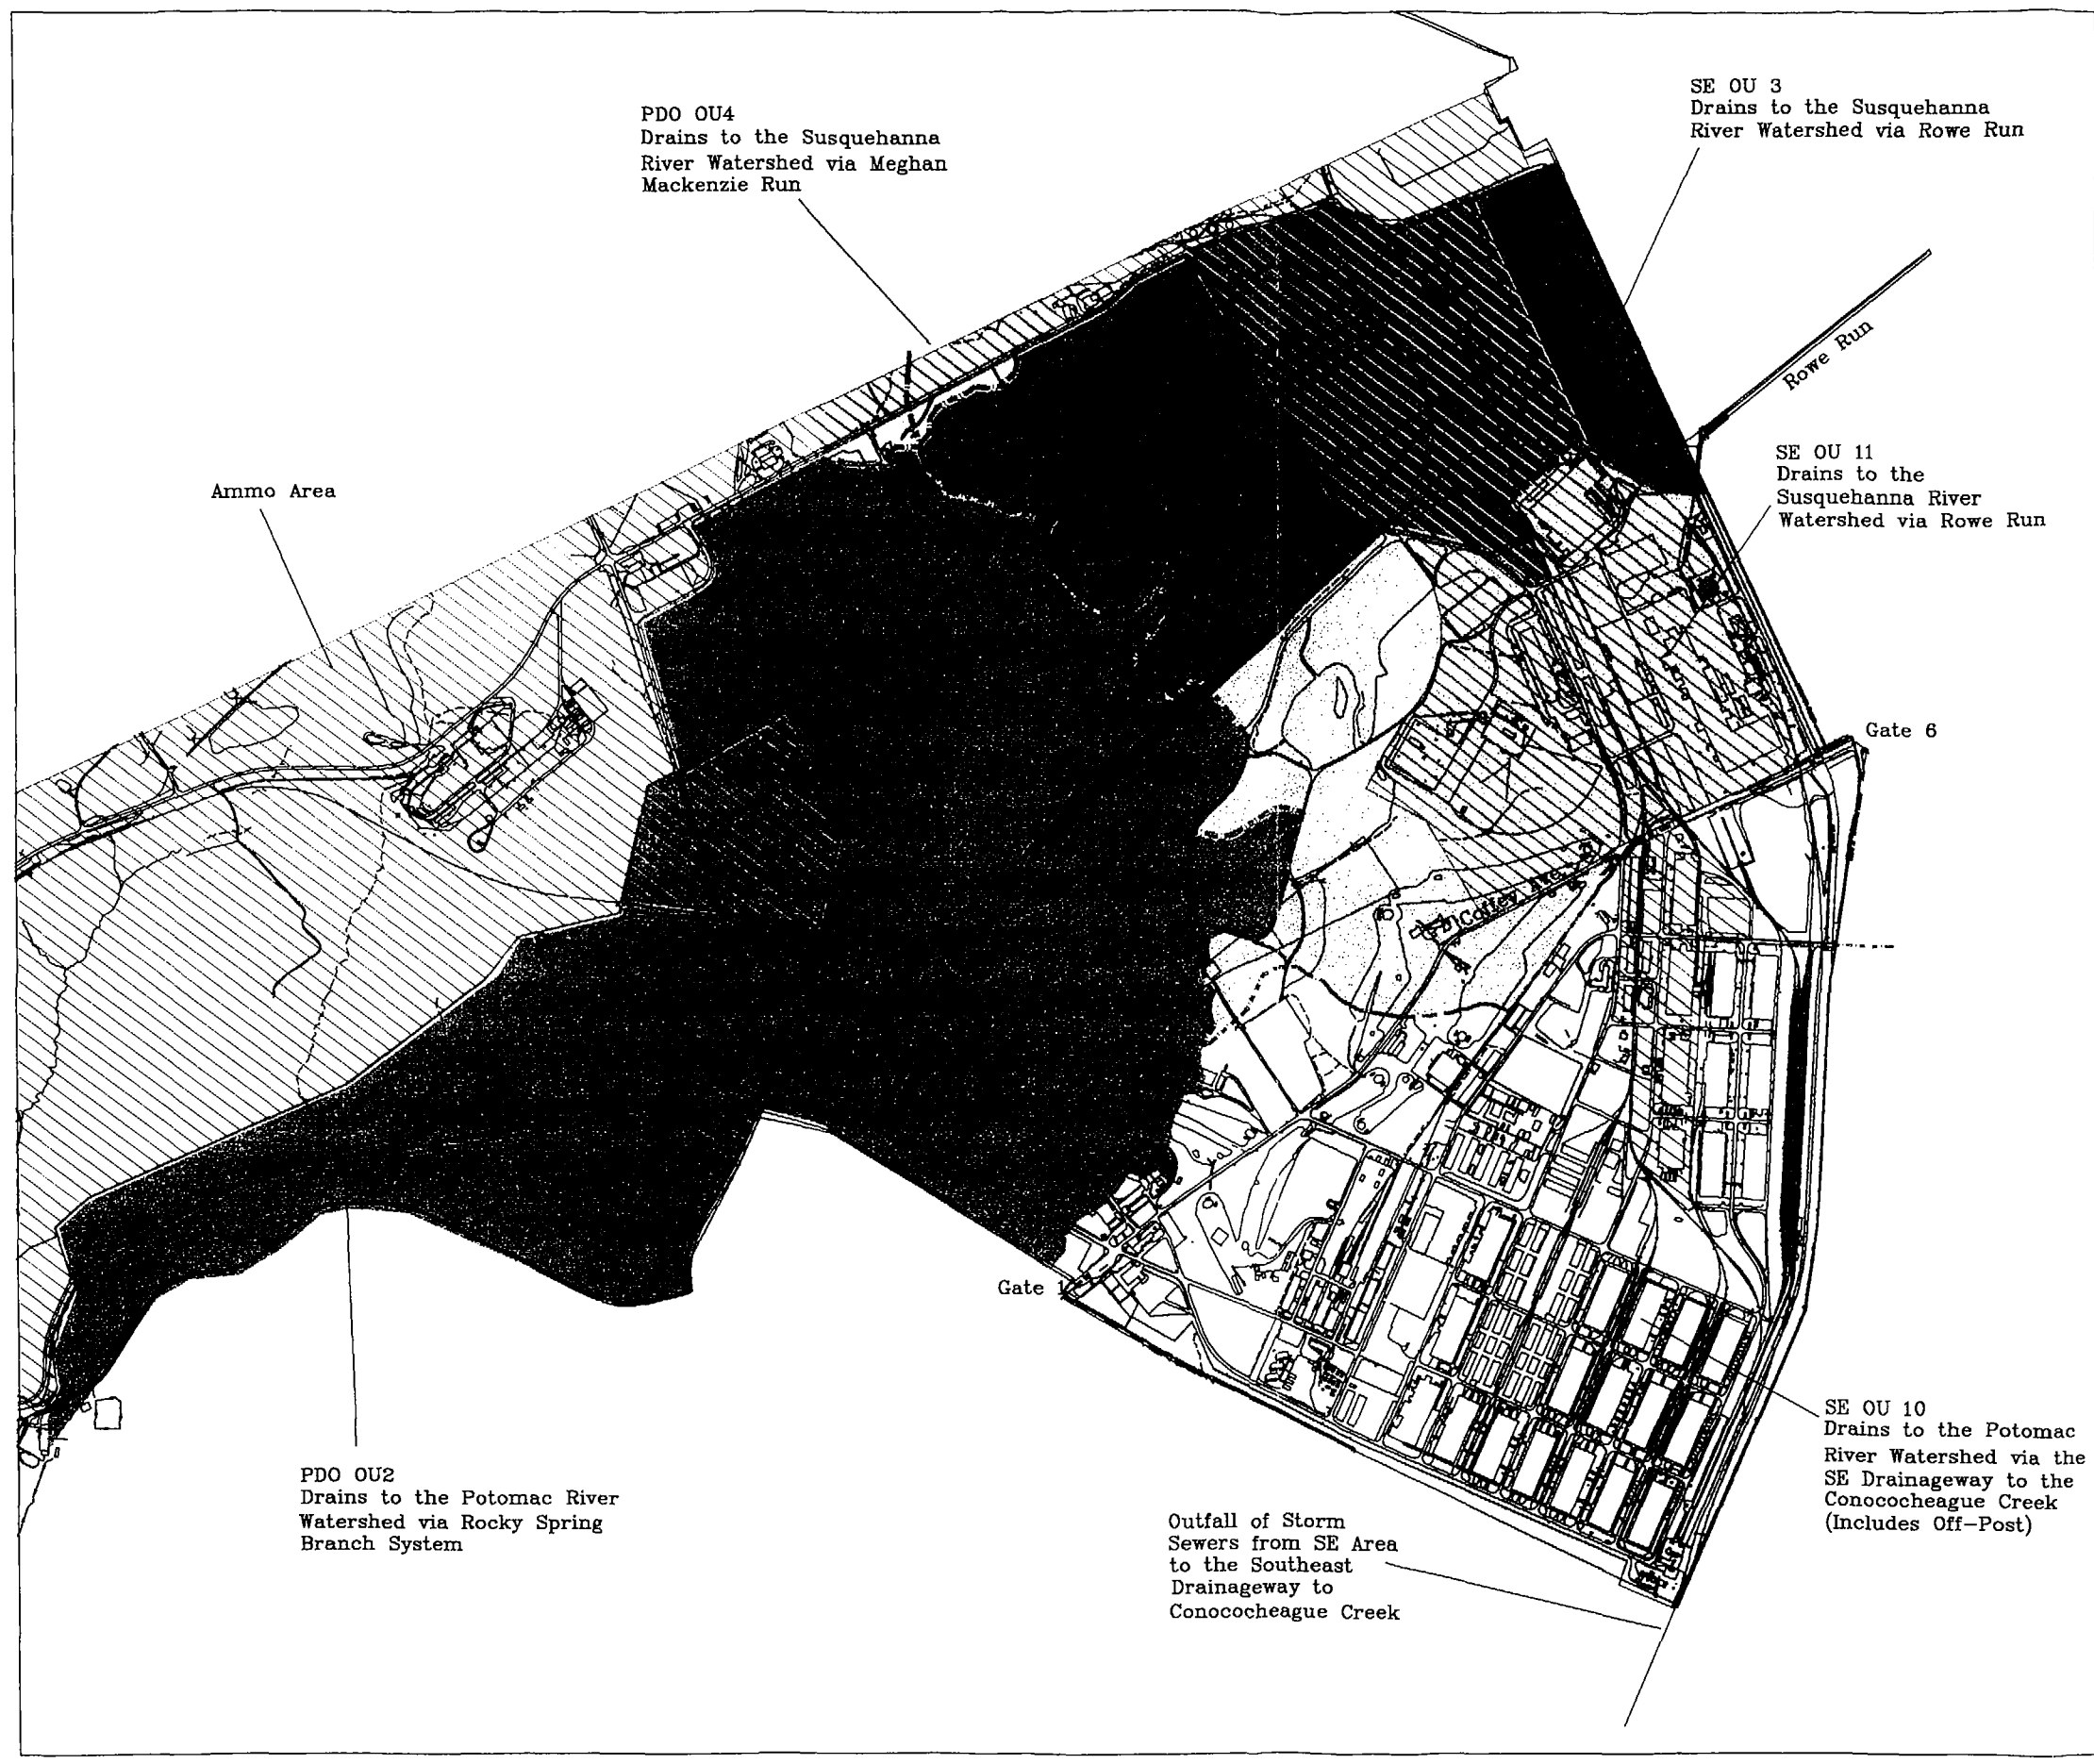 SE OU 3
Drains to the Susquehanna
River Watershed via Rowe Run
PDO OU4
Drains to the Susquehanna
River Watershed via Meghan
Mackenzie Run
Rowe Run
SE OU 11
Drains to the
Susquehanna River
Watershed via Rowe Run
Ammo Area
Gate 6
Coffey Ave.
Gate 1
SE OU 10
Drains to the Potomac
River Watershed via the
SE Drainageway to the
Conococheague Creek
(Includes Off-Post)
PDO OU2
Drains to the Potomac River
Watershed via Rocky Spring
Branch System
Outfall of Storm
Sewers from SE Area
to the Southeast
Drainageway to
Conococheague Creek